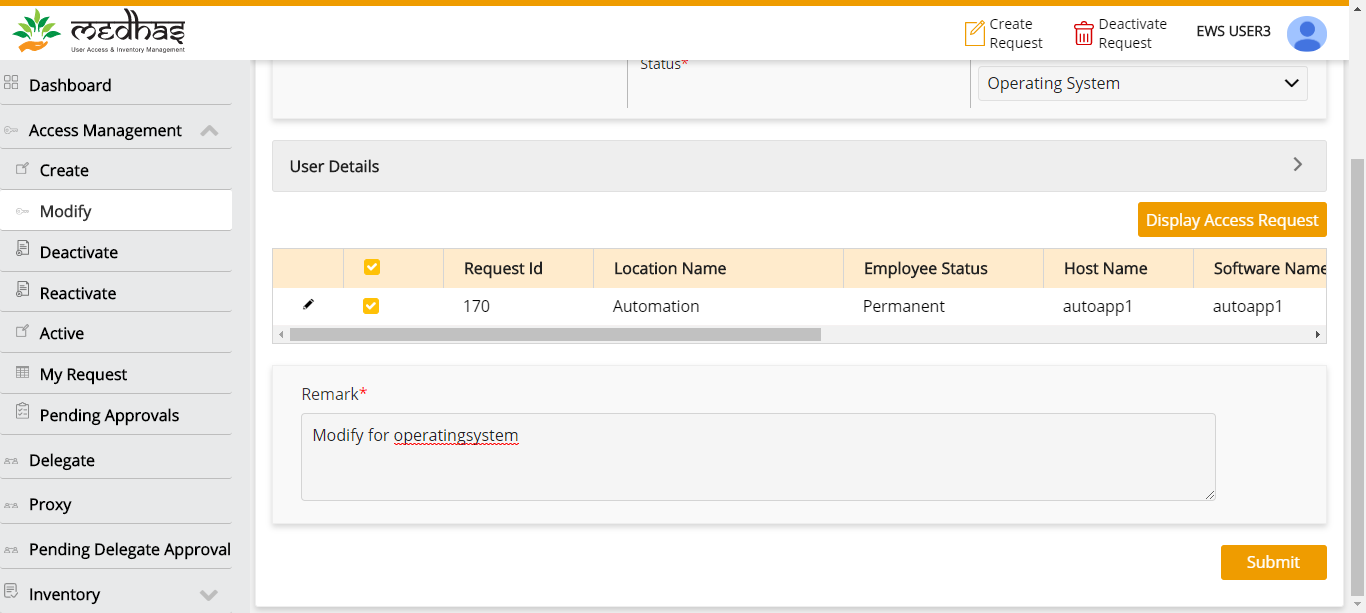 medhas
User Access & Inventory Management
Create
Request
Deactivate
Request
EWS USER3
Dashboard
Access Management
Create
Modify
Deactivate
Reactivate
Active
My Request
Pending Approvals
Delegate
Proxy
Pending Delegate Approval
Inventory
Status*
Operating System
User Details
Display Access Request
Request Id Location Name Employee Status Host Name Software Name
170 Automation Permanent autoapp1 autoapp1
Remark*
Modify for operatingsystem
Submit